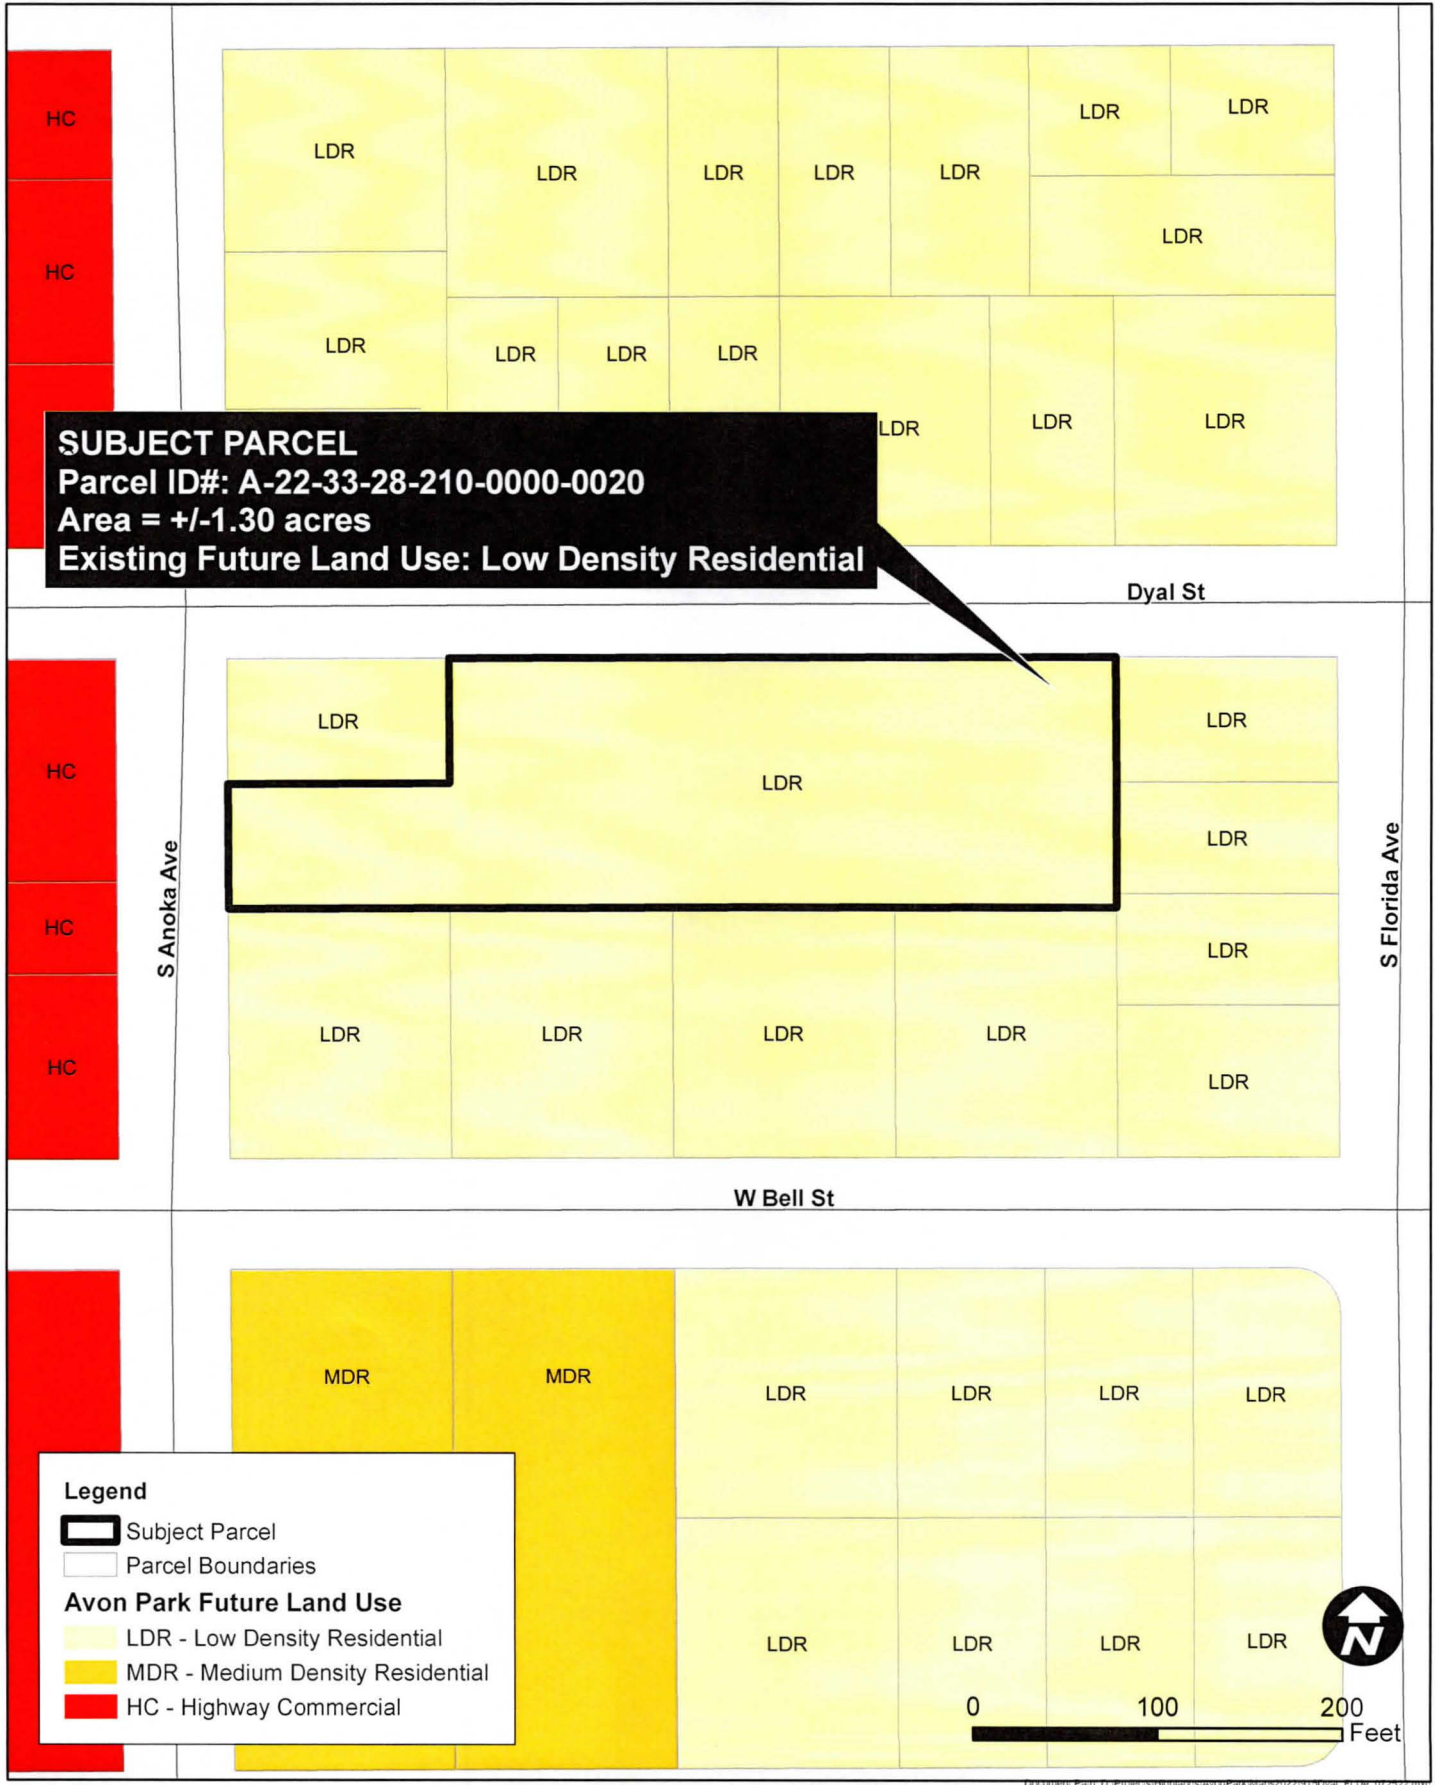 HC
LDR
LDR
LDR
LDR
LDR
LDR
LDR
LDR
HC
LDR
LDR
LDR
LDR
LDR
LDR
LDR
SUBJECT PARCEL
Parcel ID#: A-22-33-28-210-0000-0020
Area = +/-1.30 acres
Existing Future Land Use: Low Density Residential
Dyal St
LDR
LDR
LDR
HC
LDR
S Anoka Ave
S Florida Ave
HC
LDR
LDR
LDR
LDR
LDR
HC
LDR
W Bell St
MDR
MDR
LDR
LDR
LDR
LDR
LDR
LDR
LDR
LDR
Legend
Subject Parcel
Parcel Boundaries
Avon Park Future Land Use
LDR - Low Density Residential
MDR - Medium Density Residential
HC - Highway Commercial
N
0 100 200
Feet